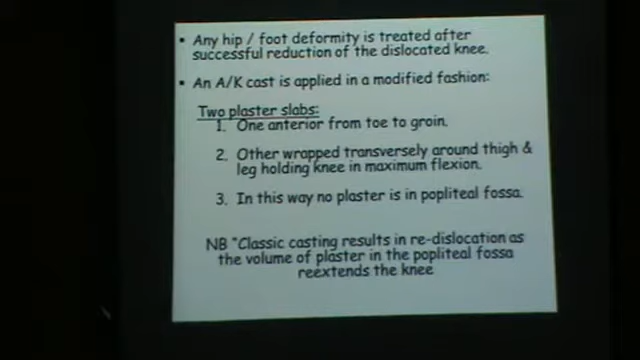 • Any hip / foot deformity is treated after
successful reduction of the dislocated knee.
• An A/K cast is applied in a modified fashion:
Two plaster slabs:
1. One anterior from toe to groin.
2. Other wrapped transversely around thigh &
leg holding knee in maximum flexion.
3. In this way no plaster is in popliteal fossa.
NB "Classic casting results in re-dislocation as
the volume of plaster in the popliteal fossa
reextends the knee